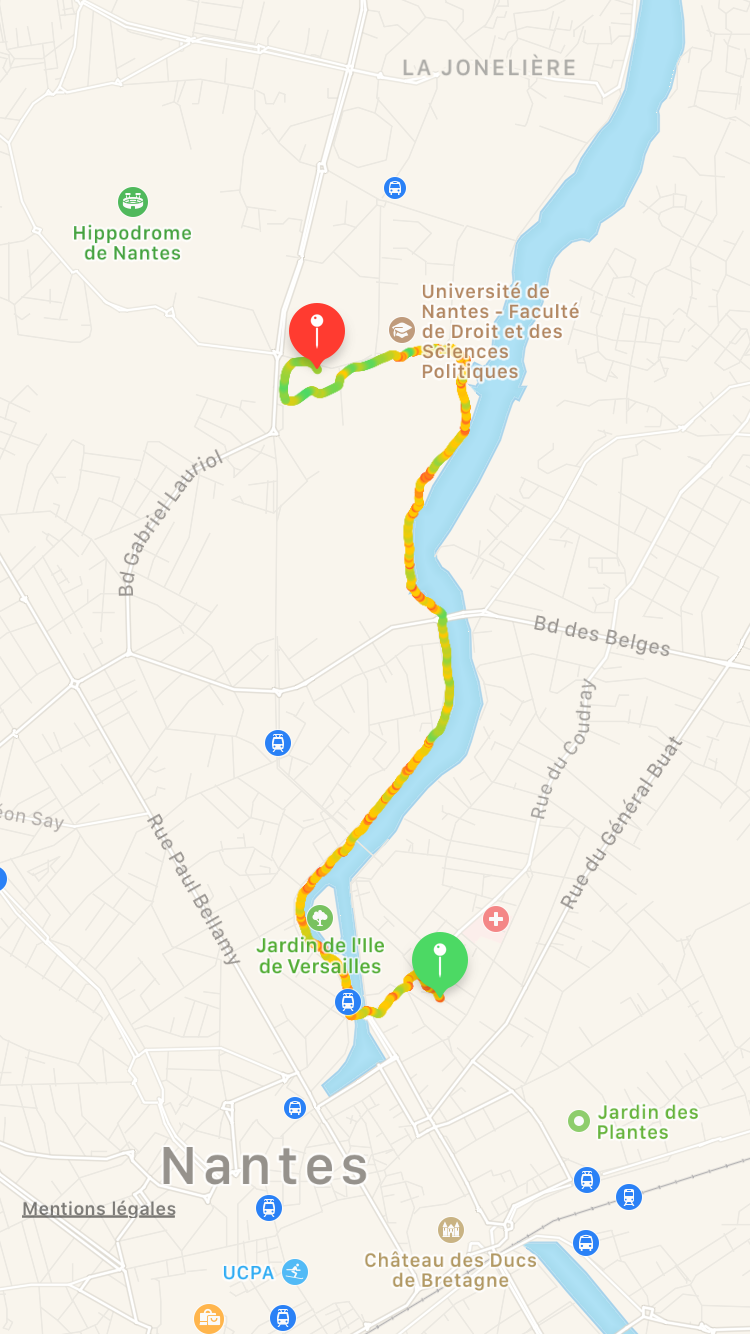 LA JONELIÈRE
Hippodrome
de Nantes
Université de
Nantes - Faculté
de Droit et des
Sciences
Politiques
Bd Gabriel Lauriol
Bd des Belges
Rue du Coudray
Rue du Général Buat
éon Say
Rue Paul Bellamy
Jardin de l'Ile
de Versailles
Jardin des
Plantes
Nantes
Mentions légales
Château des Ducs
de Bretagne
UCPA